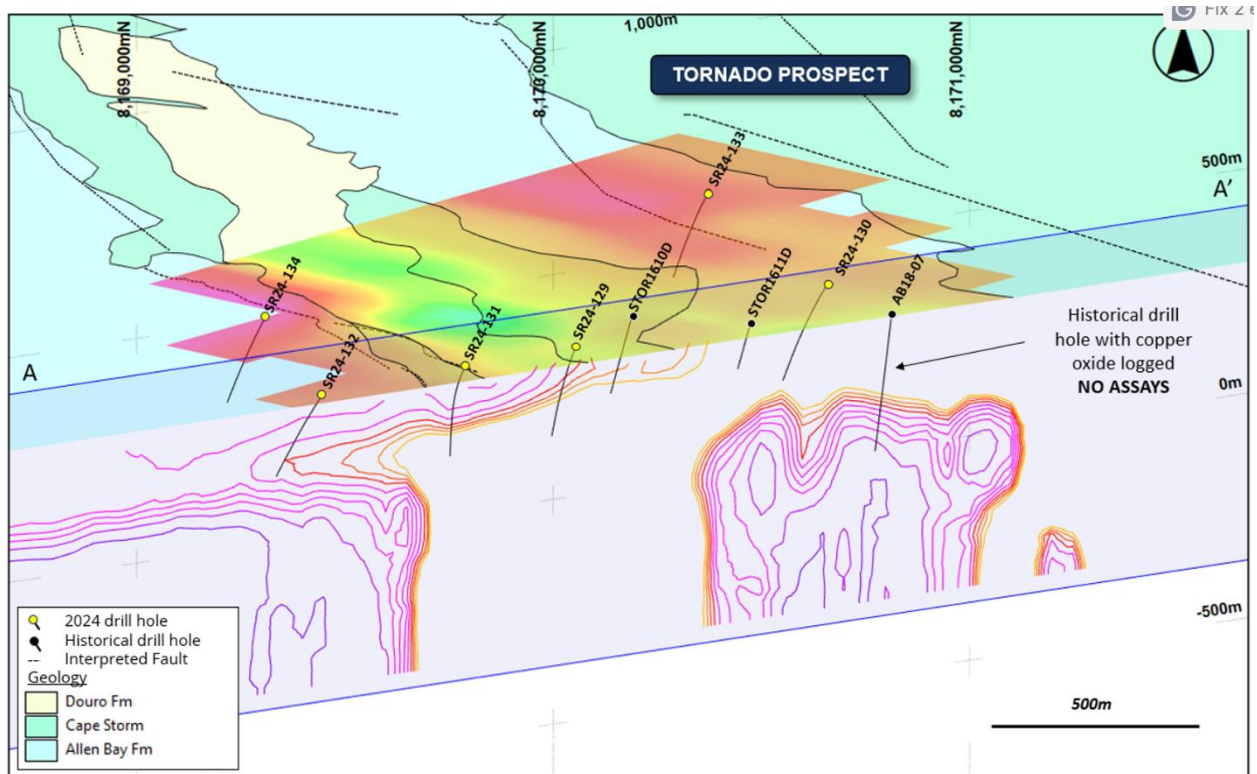 Fix 2 e
1,000m
8,169,000mN
8,170,000mN
8,171,000mN
TORNADO PROSPECT
500m
A'
SR24-133
SR24-130
SR24-134
STOR1610D
STOR1611D
AB18-07
SR24-129
SR24-131
SR24-132
A
Historical drill
hole with copper
oxide logged
NO ASSAYS
0m
-500m
2024 drill hole
Historical drill hole
Interpreted Fault
Geology
Douro Fm
Cape Storm
Allen Bay Fm
500m